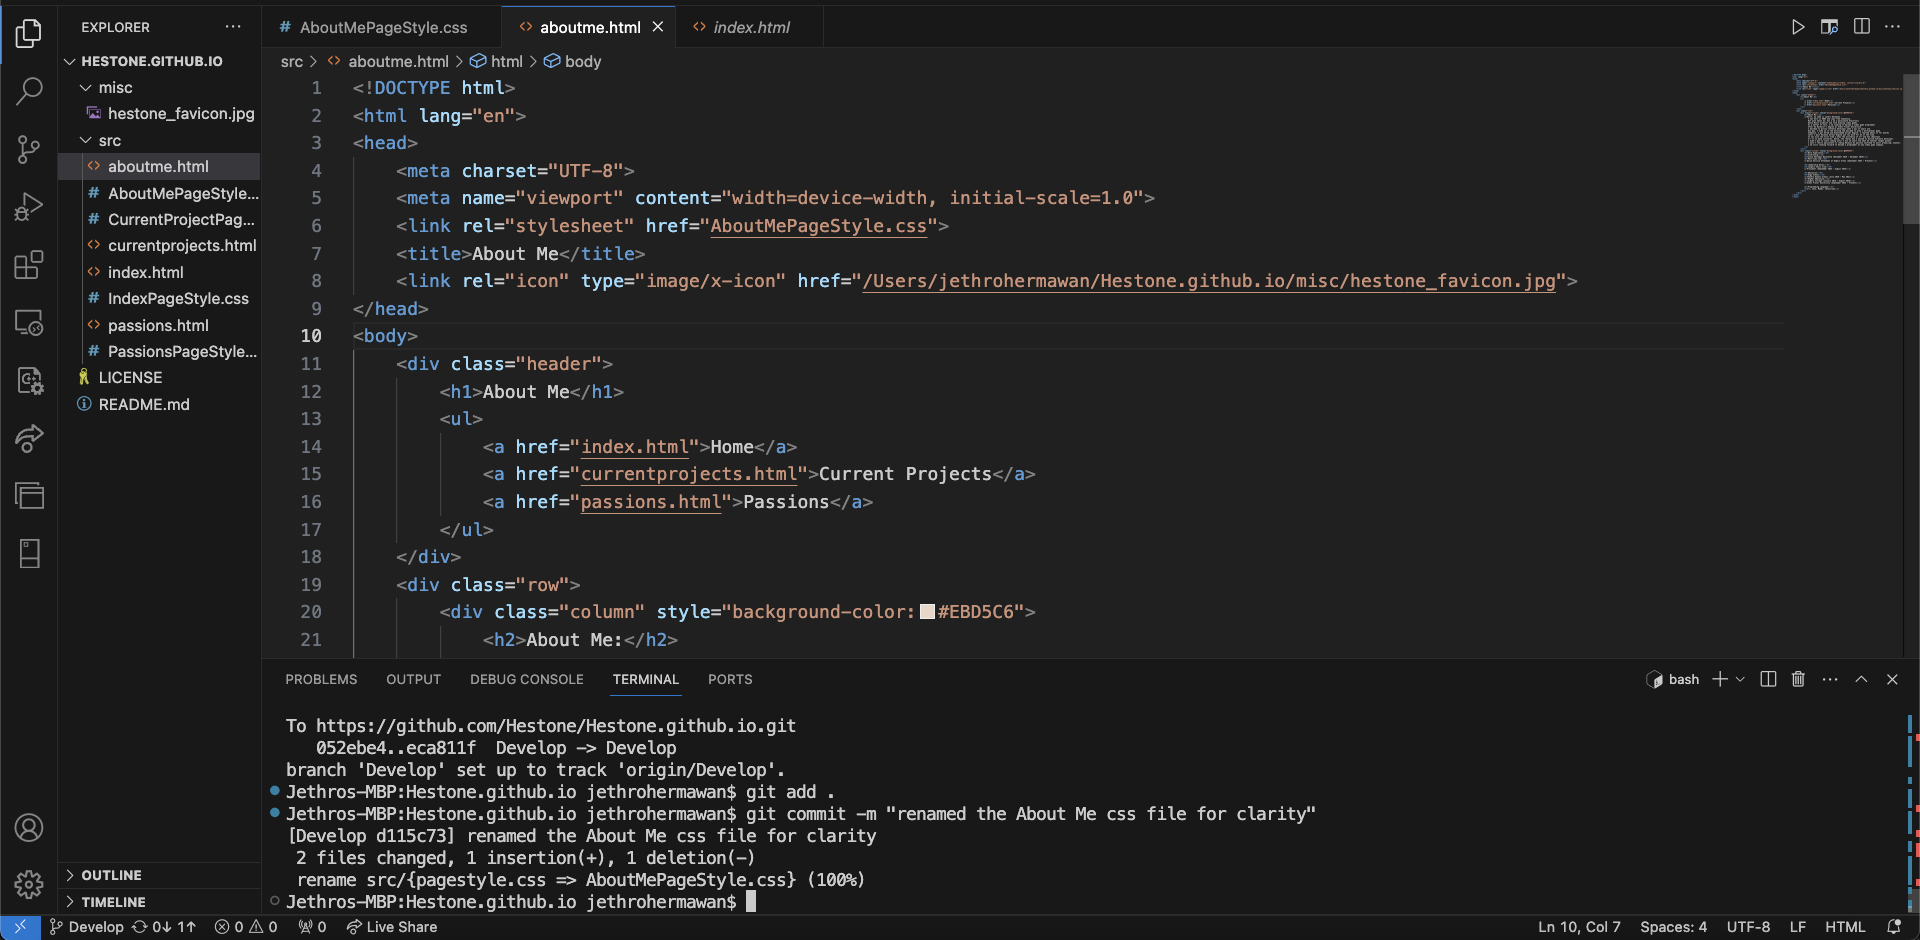 EXPLORER
HESTONE.GITHUB.IO
misc
hestone_favicon.jpg
src
aboutme.html
AboutMePageStyle...
CurrentProjectPag...
currentprojects.html
index.html
IndexPageStyle.css
passions.html
PassionsPageStyle...
LICENSE
README.md
OUTLINE
TIMELINE
# AboutMePageStyle.css
<> aboutme.html
<> index.html
src > <> aboutme.html > html > body
1 <!DOCTYPE html>
2 <html lang="en">
3 <head>
4 <meta charset="UTF-8">
5 <meta name="viewport" content="width=device-width, initial-scale=1.0">
6 <link rel="stylesheet" href="AboutMePageStyle.css">
7 <title>About Me</title>
8 <link rel="icon" type="image/x-icon" href="/Users/jethrohermawan/Hestone.github.io/misc/hestone_favicon.jpg">
9 </head>
10 <body>
11 <div class="header">
12 <h1>About Me</h1>
13 <ul>
14 <a href="index.html">Home</a>
15 <a href="currentprojects.html">Current Projects</a>
16 <a href="passions.html">Passions</a>
17 </ul>
18 </div>
19 <div class="row">
20 <div class="column" style="background-color: #EBD5C6">
21 <h2>About Me:</h2>
PROBLEMS OUTPUT DEBUG CONSOLE TERMINAL PORTS
bash
To https://github.com/Hestone/Hestone.github.io.git
052ebe4..eca811f Develop -> Develop
branch 'Develop' set up to track 'origin/Develop'.
Jethros-MBP:Hestone.github.io jethrohermawan$ git add .
Jethros-MBP:Hestone.github.io jethrohermawan$ git commit -m "renamed the About Me css file for clarity"
[Develop d115c73] renamed the About Me css file for clarity
2 files changed, 1 insertion(+), 1 deletion(-)
rename src/{pagestyle.css => AboutMePageStyle.css} (100%)
Jethros-MBP:Hestone.github.io jethrohermawan$
Develop 0↓ 1↑ 0 0 0 Live Share
Ln 10, Col 7 Spaces: 4 UTF-8 LF HTML